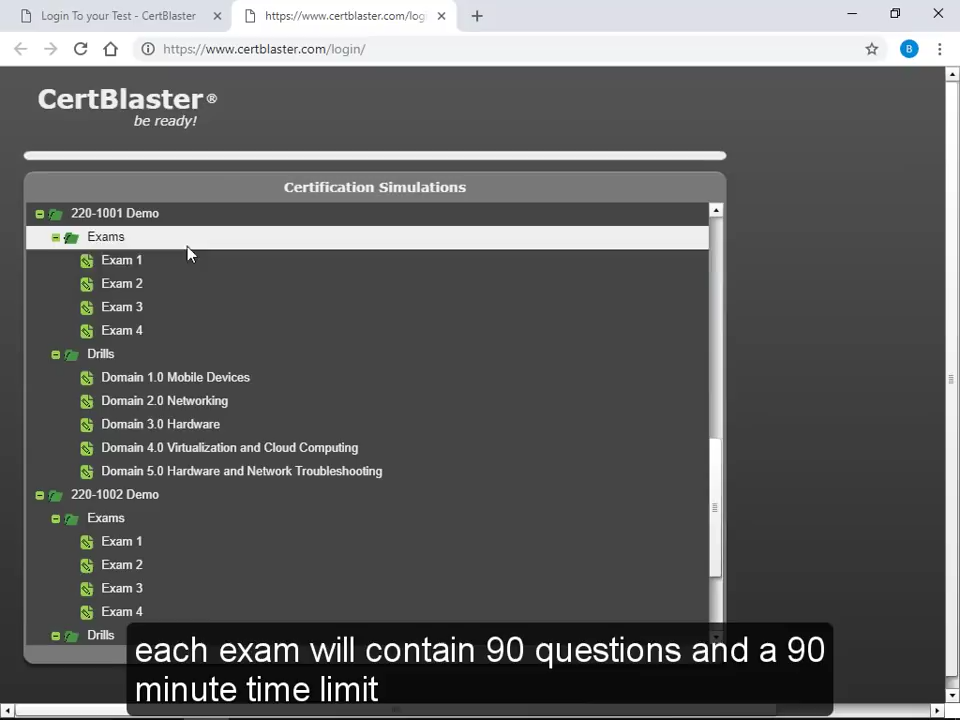 Login To your Test - CertBlaster
https://www.certblaster.com/log
https://www.certblaster.com/login/
B
CertBlaster®
be ready!
Certification Simulations
220-1001 Demo
Exams
Exam 1
Exam 2
Exam 3
Exam 4
Drills
Domain 1.0 Mobile Devices
Domain 2.0 Networking
Domain 3.0 Hardware
Domain 4.0 Virtualization and Cloud Computing
Domain 5.0 Hardware and Network Troubleshooting
220-1002 Demo
Exams
Exam 1
Exam 2
Exam 3
Exam 4
Drills
each exam will contain 90 questions and a 90
minute time limit